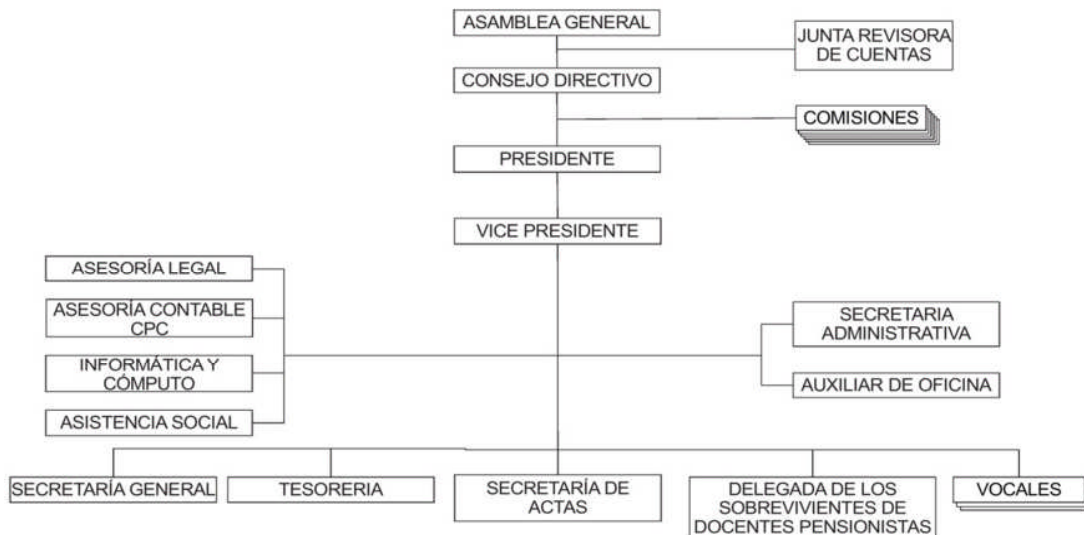 ASAMBLEA GENERAL
JUNTA REVISORA
DE CUENTAS
CONSEJO DIRECTIVO
COMISIONES
PRESIDENTE
VICE PRESIDENTE
ASESORÍA LEGAL
ASESORÍA CONTABLE
CPC
INFORMÁTICA Y
CÓMPUTO
ASISTENCIA SOCIAL
SECRETARIA
ADMINISTRATIVA
AUXILIAR DE OFICINA
SECRETARÍA GENERAL
TESORERIA
SECRETARÍA DE
ACTAS
DELEGADA DE LOS
SOBREVIVIENTES DE
DOCENTES PENSIONISTAS
VOCALES